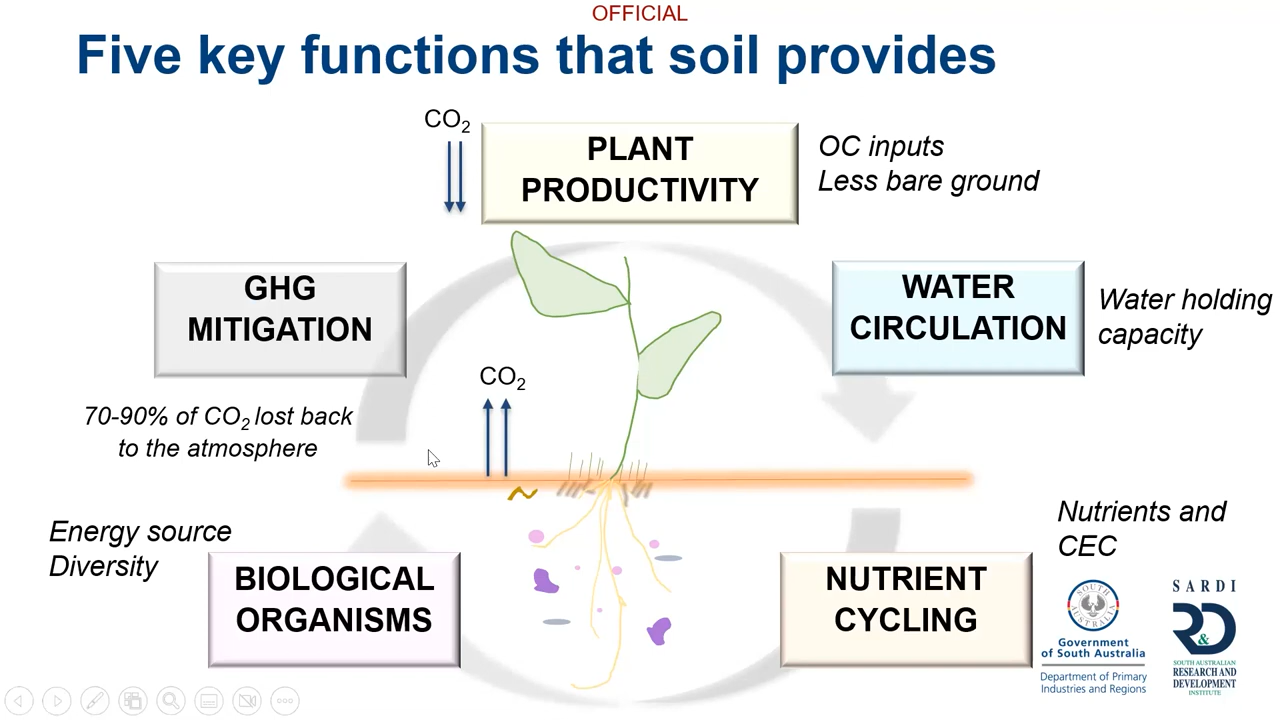 OFFICIAL
Five key functions that soil provides
CO₂
PLANT
PRODUCTIVITY
OC inputs
Less bare ground
GHG
MITIGATION
WATER
CIRCULATION
Water holding
capacity
CO₂
70-90% of CO₂ lost back
to the atmosphere
Energy source
Diversity
BIOLOGICAL
ORGANISMS
NUTRIENT
CYCLING
Nutrients and
CEC
SOUTH
AUSTRALIA
Government
of South Australia
Department of Primary
Industries and Regions
SARDI
R&D
SOUTH AUSTRALIAN
RESEARCH AND
DEVELOPMENT
INSTITUTE